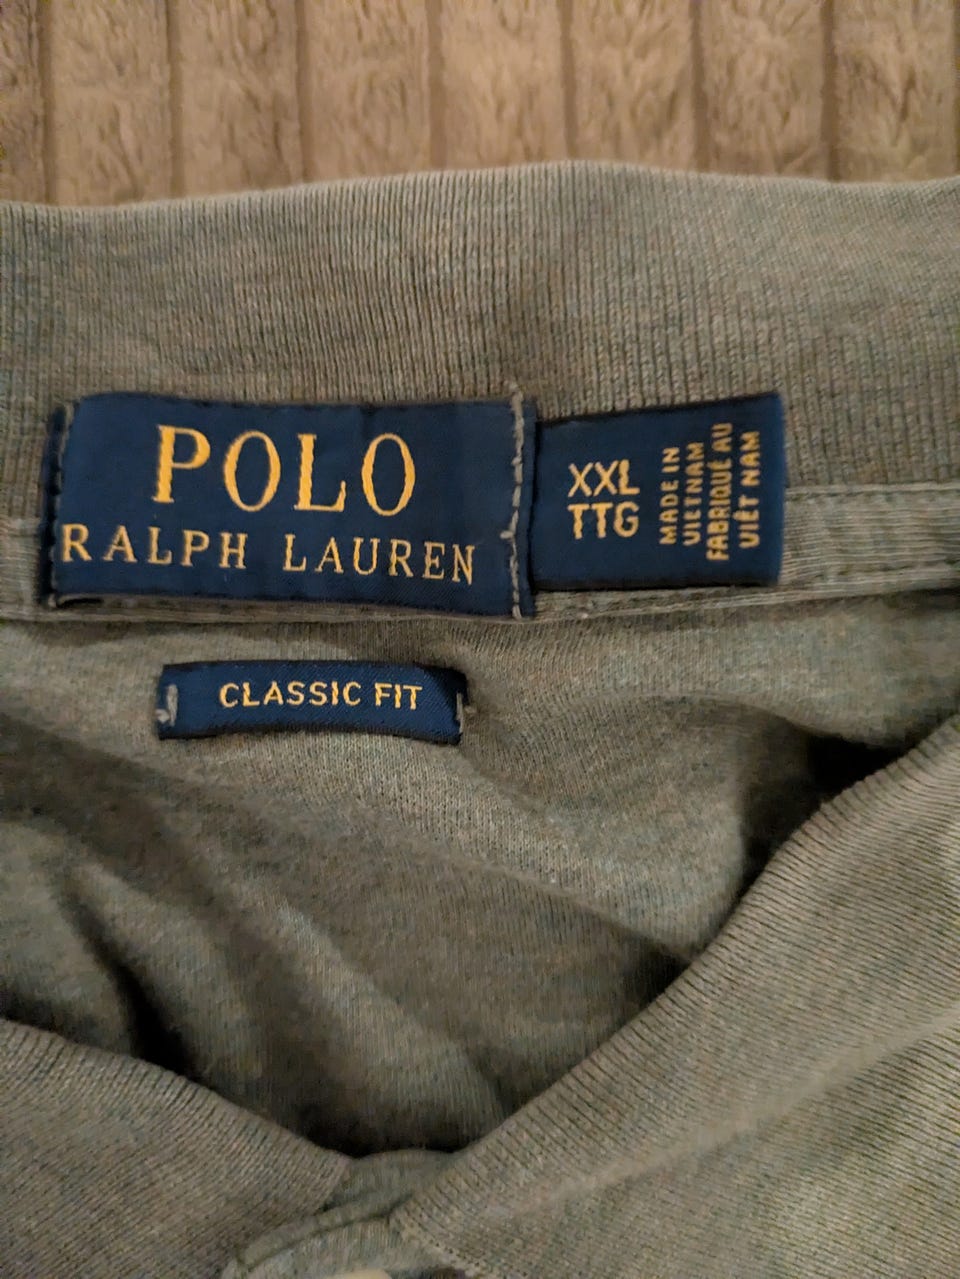 POLO
RALPH LAUREN
XXL
TTG
MADE IN
VIETNAM
FABRIQUÉ AU
VIÊT NAM
CLASSIC FIT